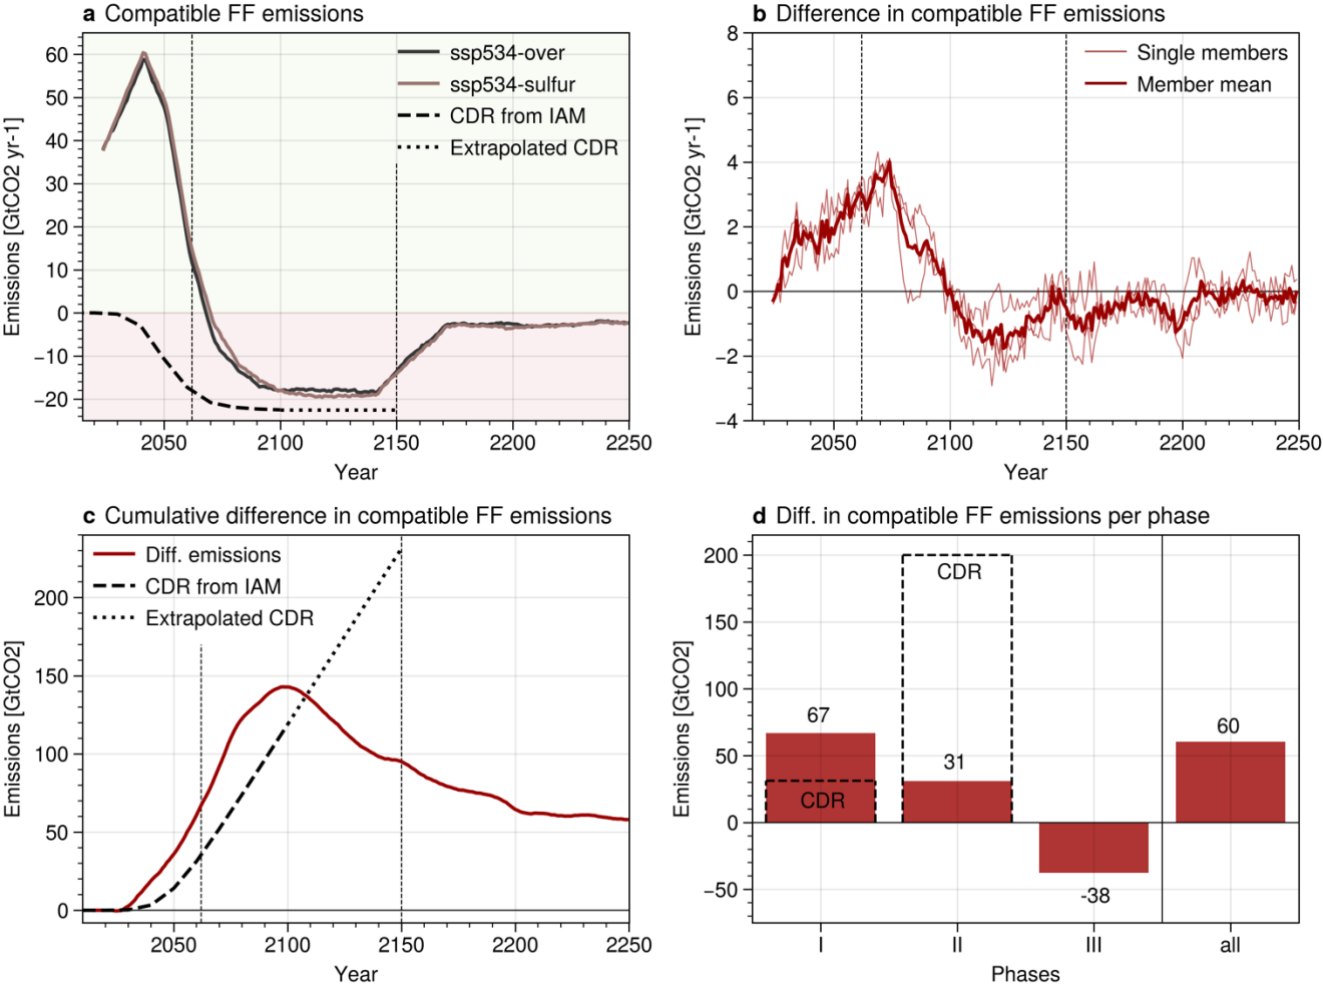 a Compatible FF emissions
ssp534-over
ssp534-sulfur
CDR from IAM
Extrapolated CDR
60
50
40
30
20
10
0
−10
−20
Emissions [GtCO2 yr-1]
2050 2100 2150 2200 2250
Year
b Difference in compatible FF emissions
Single members
Member mean
8
6
4
2
0
−2
−4
Emissions [GtCO2 yr-1]
2050 2100 2150 2200 2250
Year
c Cumulative difference in compatible FF emissions
Diff. emissions
CDR from IAM
Extrapolated CDR
200
150
100
50
0
Emissions [GtCO2]
2050 2100 2150 2200 2250
Year
d Diff. in compatible FF emissions per phase
200
150
100
50
0
−50
Emissions [GtCO2]
CDR
67
CDR
31
-38
60
I II III all
Phases